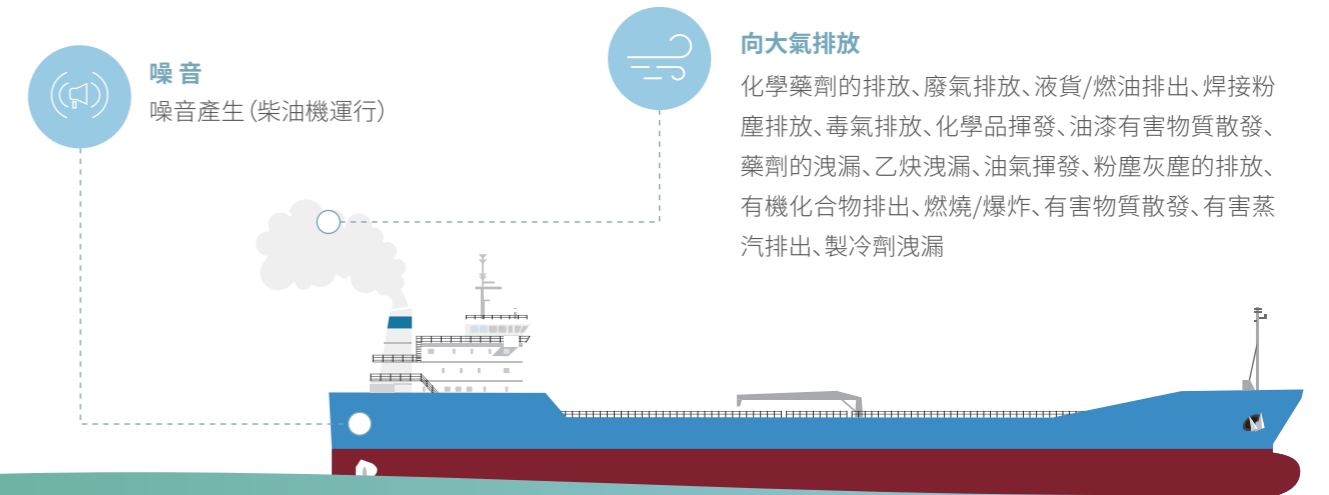 噪音
噪音產生(柴油機運行)
向大氣排放
化學藥劑的排放、廢氣排放、液貨/燃油排出、焊接粉
塵排放、毒氣排放、化學品揮發、油漆有害物質散發、
藥劑的洩漏、乙炔洩漏、油氣揮發、粉塵灰塵的排放、
有機化合物排出、燃燒/爆炸、有害物質散發、有害蒸
汽排出、製冷劑洩漏